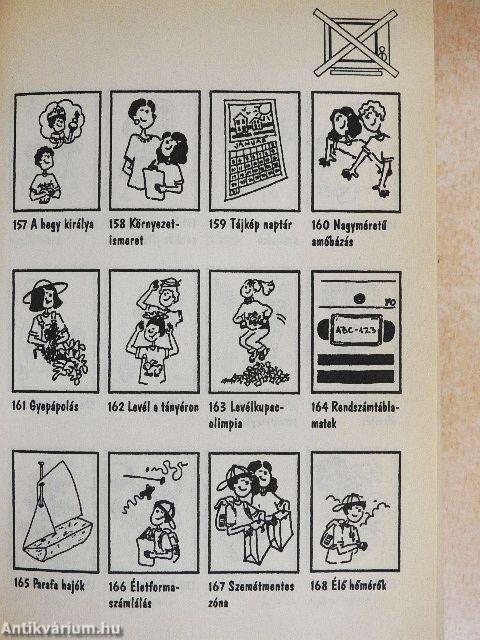 157 A hegy királya
158 Környezet-
ismeret
JANUÁR
159 Tájkép naptár
160 Nagyméretű
amőbázás
161 Gyepápolás
162 Levél a tányéron
163 Levélkupac-
olimpia
FO
ABC-123
164 Rendszámtábla-
matek
165 Parafa hajók
166 Életforma-
számlálás
167 Szemétmentes
zóna
168 Élő hőmérők
Antikvárium.hu